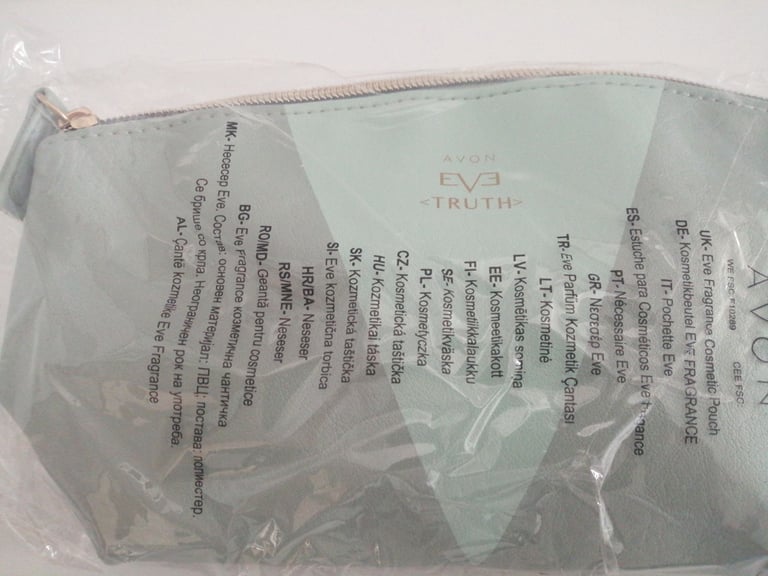 AVON
EVE
<TRUTH>
AVON
WE FSC F10289
CEE FSC:
UK- Eve Fragrance Cosmetic Pouch
DE- Kosmetikbeutel EVE FRAGRANCE
IT- Pochette Eve
ES- Estuche para Cosméticos Eve Fragance
PT- Nécessaire Eve
GR- Νεσεσέρ Eve
TR- Eve Parfüm Kozmetik Çantası
LT- Kosmetinė
LV- Kosmētikas somiņa
EE- Kosmeetikakott
FI- Kosmetiikkalaukku
SE- Kosmetikväska
PL- Kosmetyczka
CZ- Kosmetická taštička
HU- Kozmetikai táska
SK- Kozmetická taštička
SI- Eve kozmetična torbica
HR/BA- Neseser
RS/MNE- Neseser
RO/MD- Geantă pentru cosmetice
BG- Eve Fragrance козметична чантичка
MK- Несесер Eve. Состав: основен материјал: ПВЦ; постава: полиестер.
Се брише со крпа. Неограничен рок на употреба.
AL- Çantë kozmetike Eve Fragrance